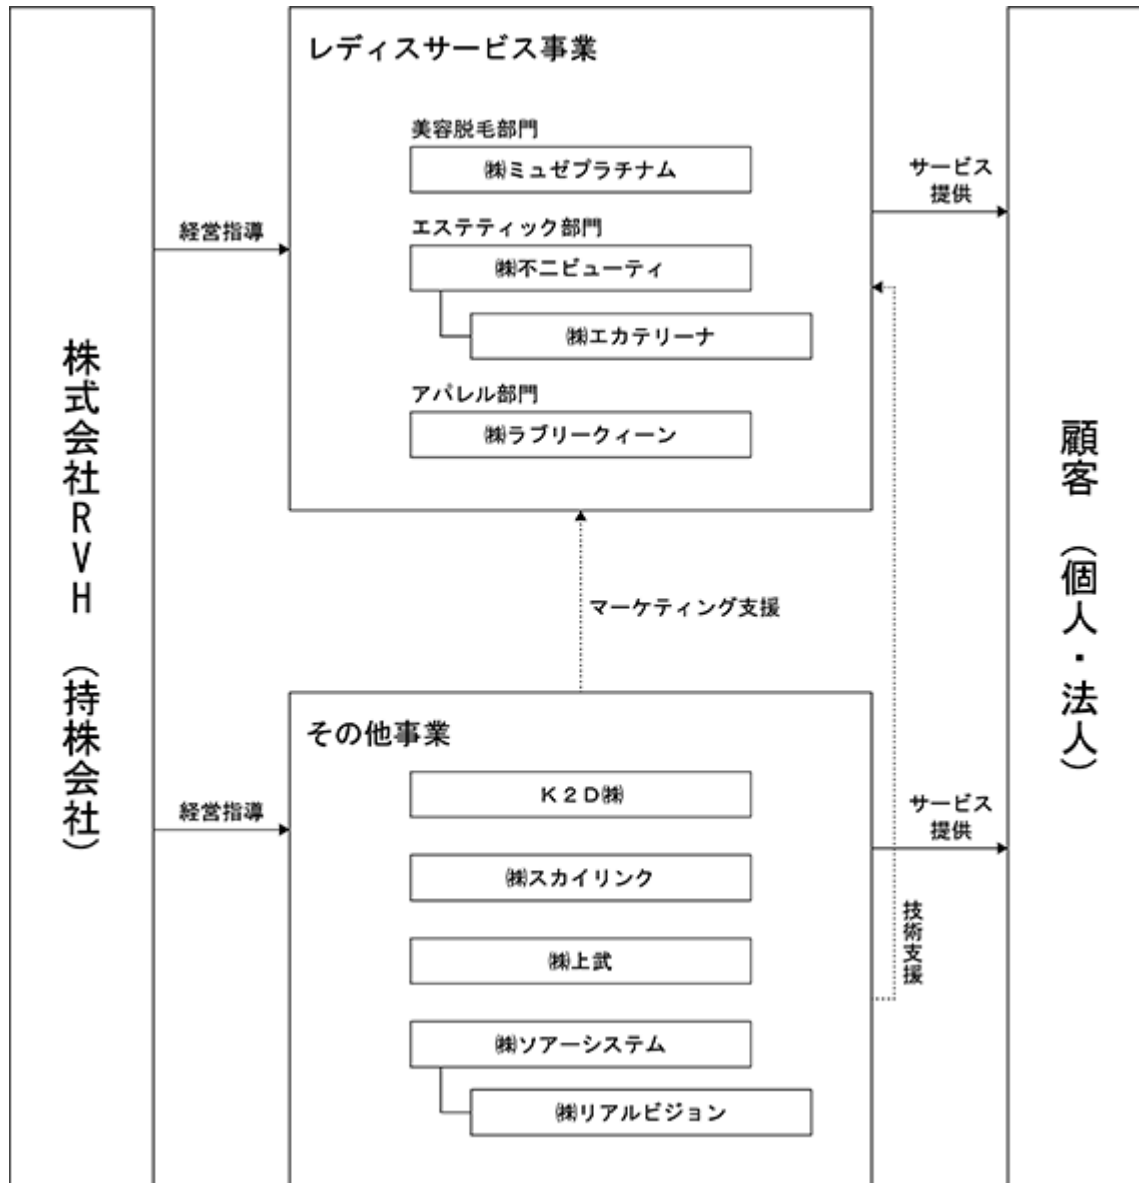 株式会社RVH (持株会社)
経営指導
レディスサービス事業
美容脱毛部門
㈱ミュゼプラチナム
エステティック部門
㈱不二ビューティ
㈱エカテリーナ
アパレル部門
㈱ラブリークィーン
サービス
提供
マーケティング支援
経営指導
その他事業
K2D㈱
㈱スカイリンク
㈱上武
㈱ソアーシステム
㈱リアルビジョン
サービス
提供
技術支援
顧客 (個人・法人)